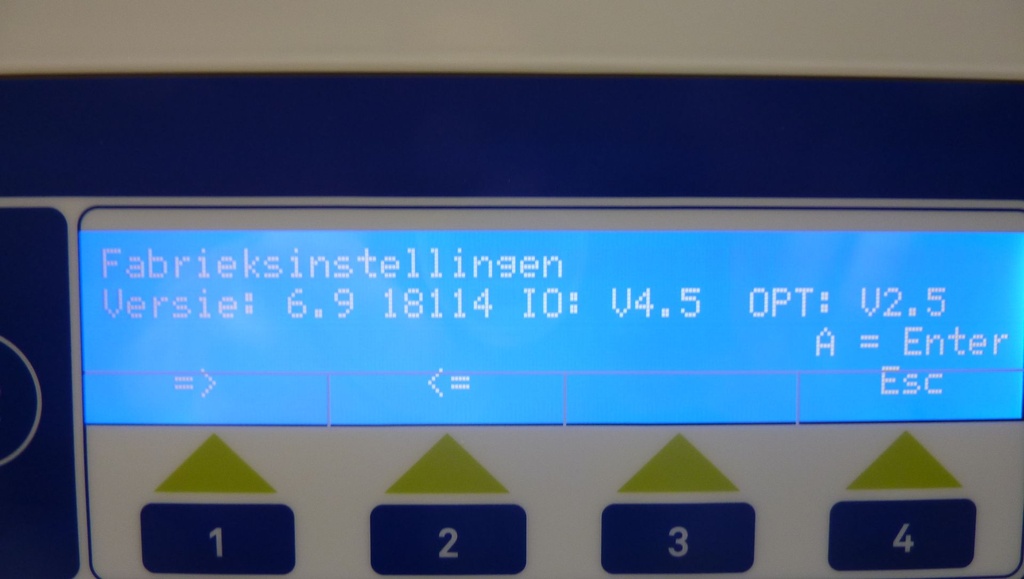 Fabrieksinstellingen
Versie: 6.9 18114 IO: V4.5 OPT: V2.5
A = Enter
=> <= Esc
1 2 3 4